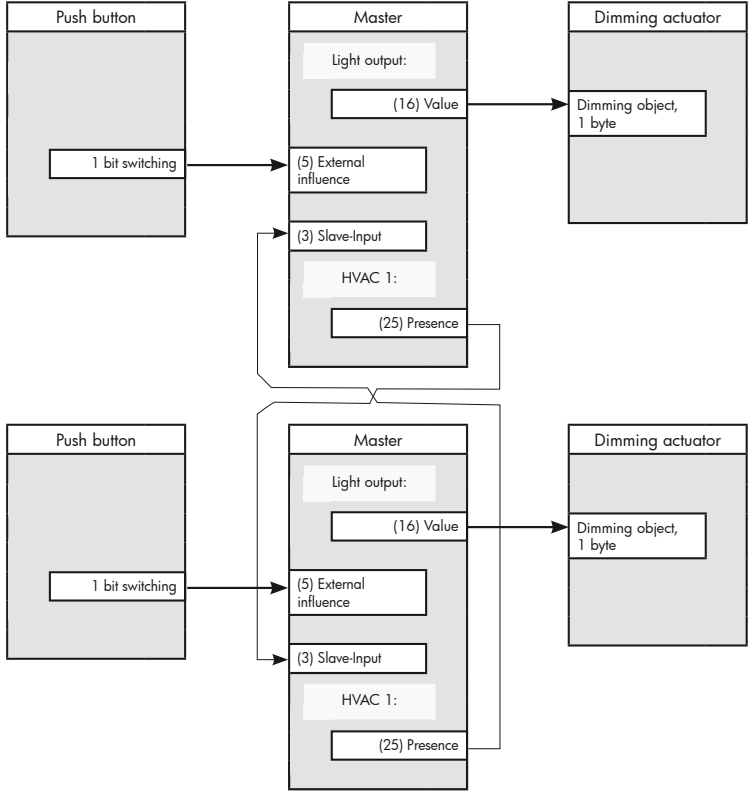 Push button
Master
Dimming actuator
Light output:
(16) Value
Dimming object,
1 byte
1 bit switching
(5) External
influence
(3) Slave-Input
HVAC 1:
(25) Presence
Push button
Master
Dimming actuator
Light output:
(16) Value
Dimming object,
1 byte
1 bit switching
(5) External
influence
(3) Slave-Input
HVAC 1:
(25) Presence